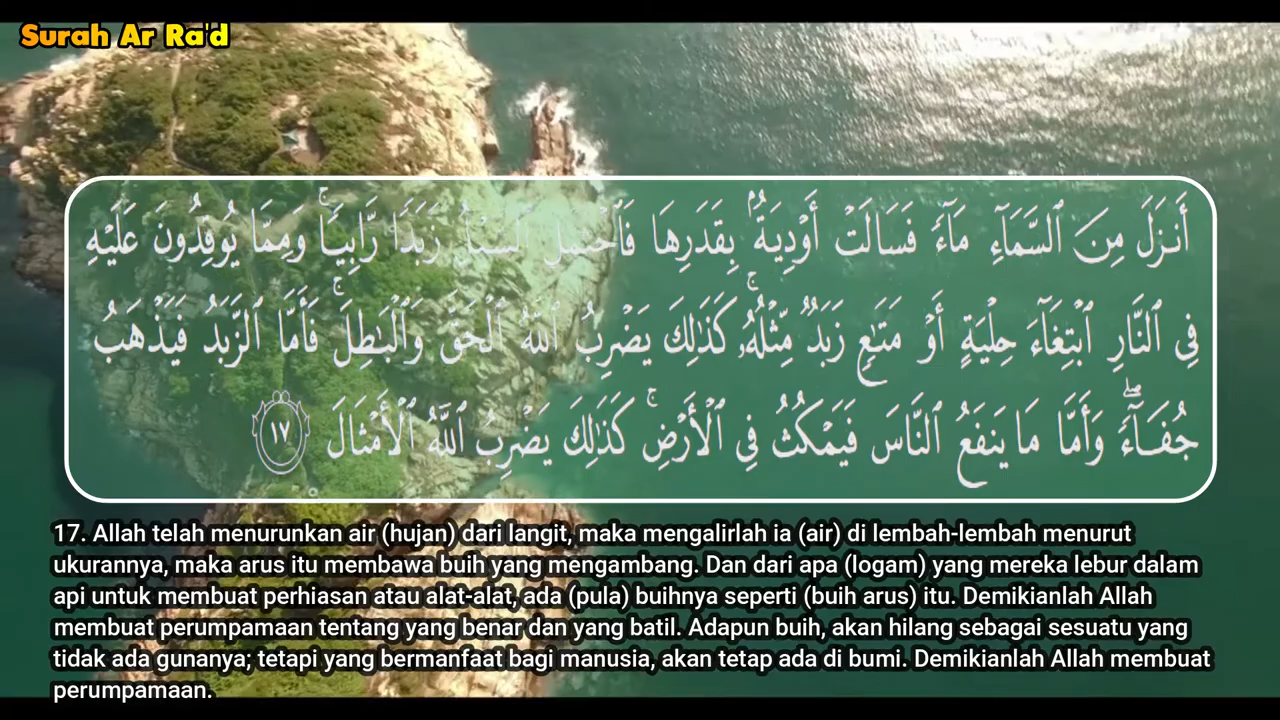 Surah Ar Ra'd
أَنزَلَ مِنَ ٱلسَّمَآءِ مَآءً فَسَالَتْ أَوْدِيَةٌۢ بِقَدَرِهَا فَٱحْتَمَلَ ٱلسَّيْلُ زَبَدًا رَّابِيًا ۚ وَمِمَّا يُوقِدُونَ عَلَيْهِ
فِى ٱلنَّارِ ٱبْتِغَآءَ حِلْيَةٍ أَوْ مَتَٰعٍ زَبَدٌ مِّثْلُهُۥ ۚ كَذَٰلِكَ يَضْرِبُ ٱللَّهُ ٱلْحَقَّ وَٱلْبَٰطِلَ ۚ فَأَمَّا ٱلزَّبَدُ فَيَذْهَبُ
جُفَآءً ۖ وَأَمَّا مَا يَنفَعُ ٱلنَّاسَ فَيَمْكُثُ فِى ٱلْأَرْضِ ۚ كَذَٰلِكَ يَضْرِبُ ٱللَّهُ ٱلْأَمْثَالَ ١٧
17. Allah telah menurunkan air (hujan) dari langit, maka mengalirlah ia (air) di lembah-lembah menurut
ukurannya, maka arus itu membawa buih yang mengambang. Dan dari apa (logam) yang mereka lebur dalam
api untuk membuat perhiasan atau alat-alat, ada (pula) buihnya seperti (buih arus) itu. Demikianlah Allah
membuat perumpamaan tentang yang benar dan yang batil. Adapun buih, akan hilang sebagai sesuatu yang
tidak ada gunanya; tetapi yang bermanfaat bagi manusia, akan tetap ada di bumi. Demikianlah Allah membuat
perumpamaan.